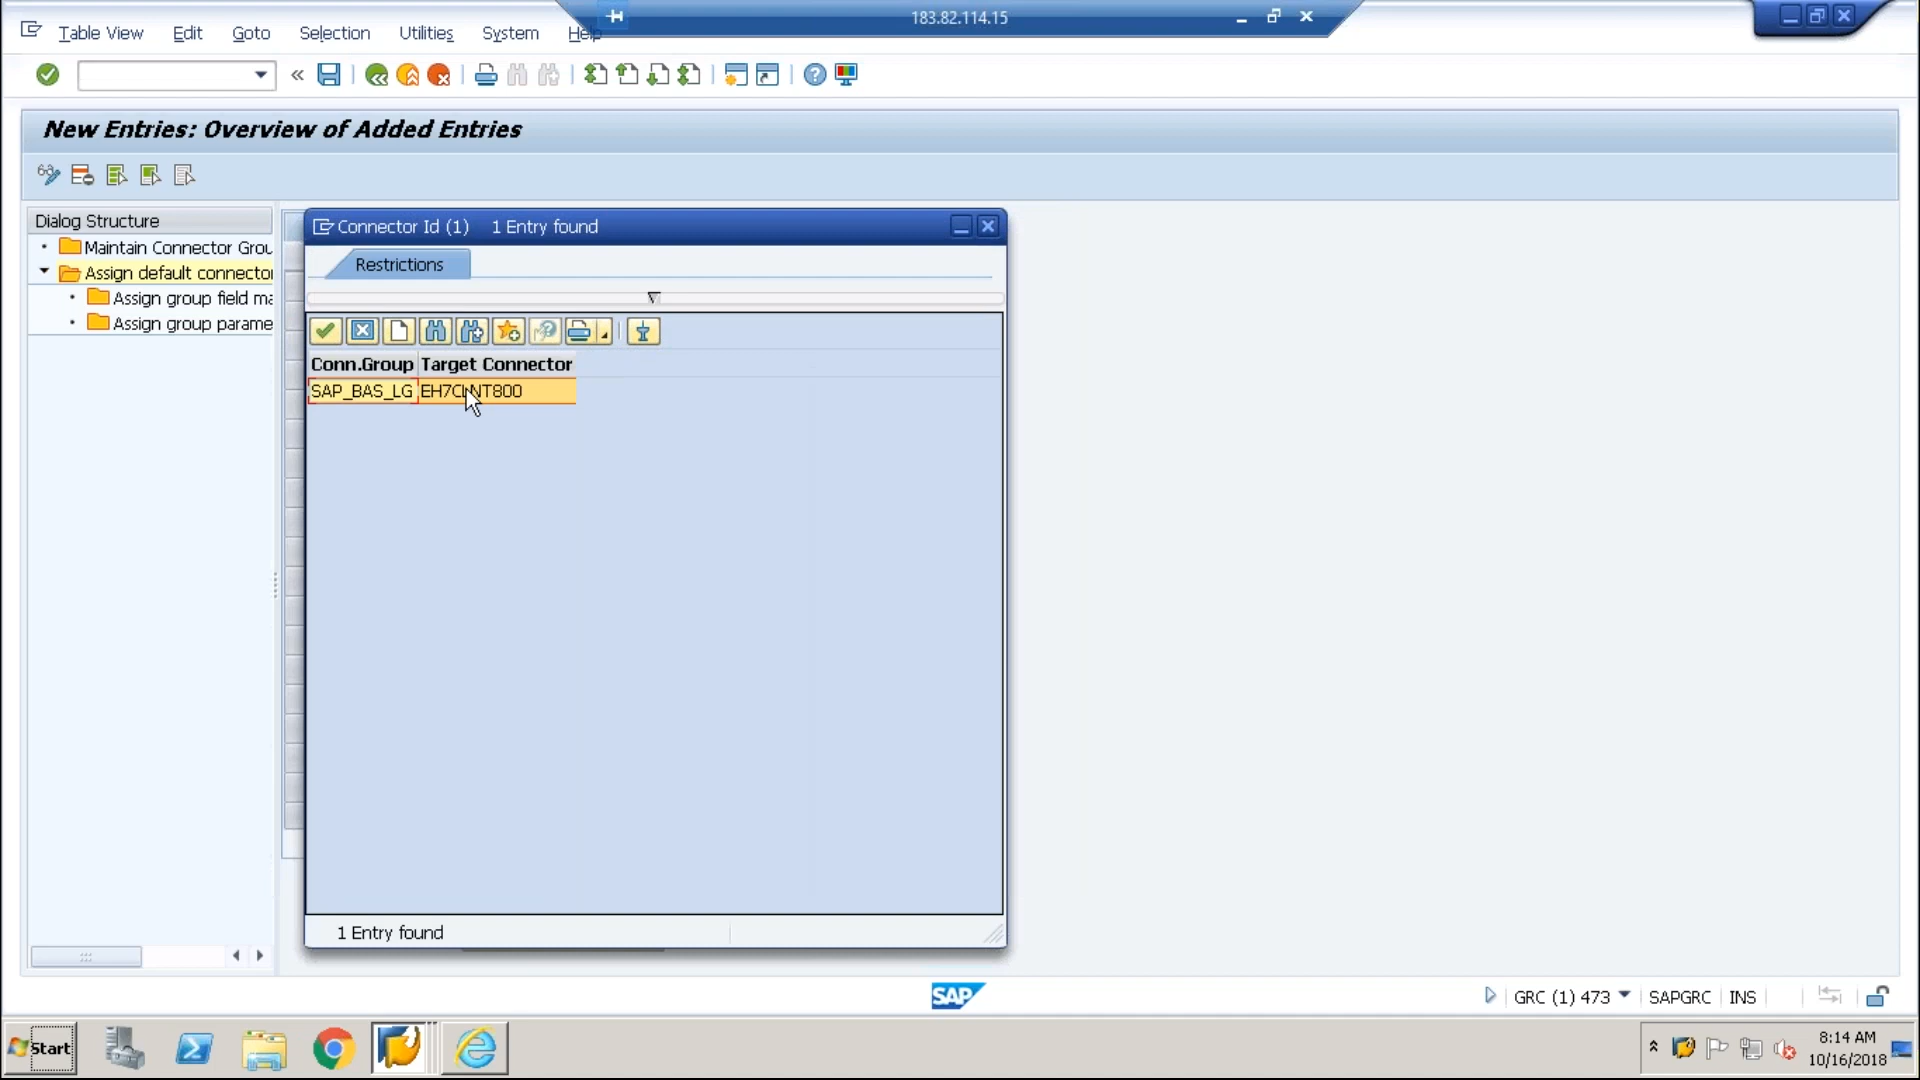 183.82.114.15
Table View Edit Goto Selection Utilities System Help
New Entries: Overview of Added Entries
Dialog Structure
Maintain Connector Grou
Assign default connector
Assign group field ma
Assign group parame
Connector Id (1) 1 Entry found
Restrictions
Conn.Group Target Connector
SAP_BAS_LG EH7CLNT800
1 Entry found
SAP
GRC (1) 473 SAPGRC INS
Start
8:14 AM
10/16/2018